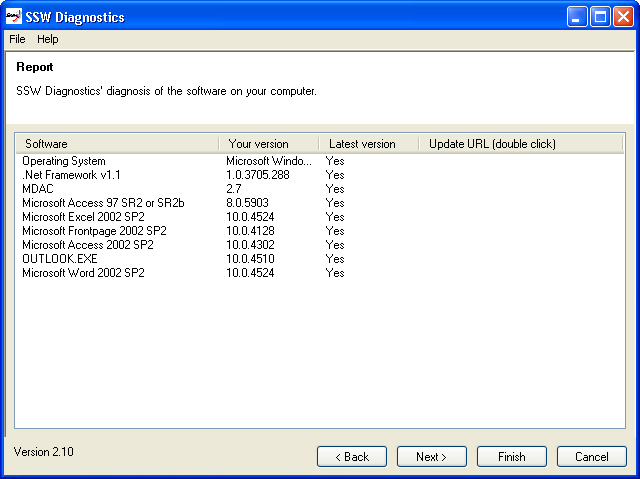 SSW Diagnostics
File Help
Report
SSW Diagnostics' diagnosis of the software on your computer.
Software Your version Latest version Update URL (double click)
Operating System Microsoft Windo... Yes
.Net Framework v1.1 1.0.3705.288 Yes
MDAC 2.7 Yes
Microsoft Access 97 SR2 or SR2b 8.0.5903 Yes
Microsoft Excel 2002 SP2 10.0.4524 Yes
Microsoft Frontpage 2002 SP2 10.0.4128 Yes
Microsoft Access 2002 SP2 10.0.4302 Yes
OUTLOOK.EXE 10.0.4510 Yes
Microsoft Word 2002 SP2 10.0.4524 Yes
Version 2.10 < Back Next > Finish Cancel